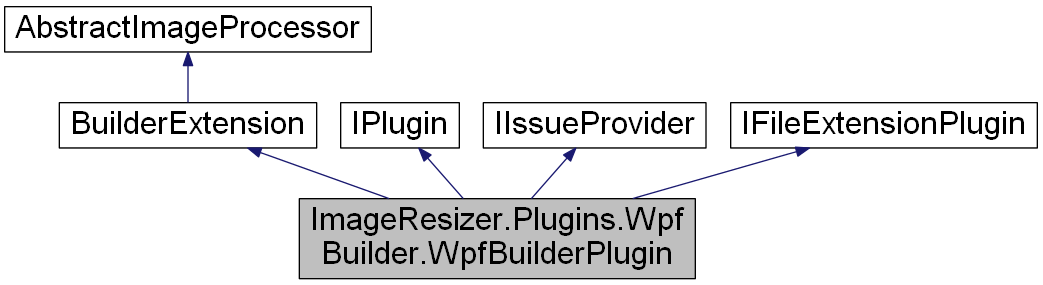 AbstractImageProcessor
BuilderExtension
IPlugin
IIssueProvider
IFileExtensionPlugin
ImageResizer.Plugins.Wpf
Builder.WpfBuilderPlugin